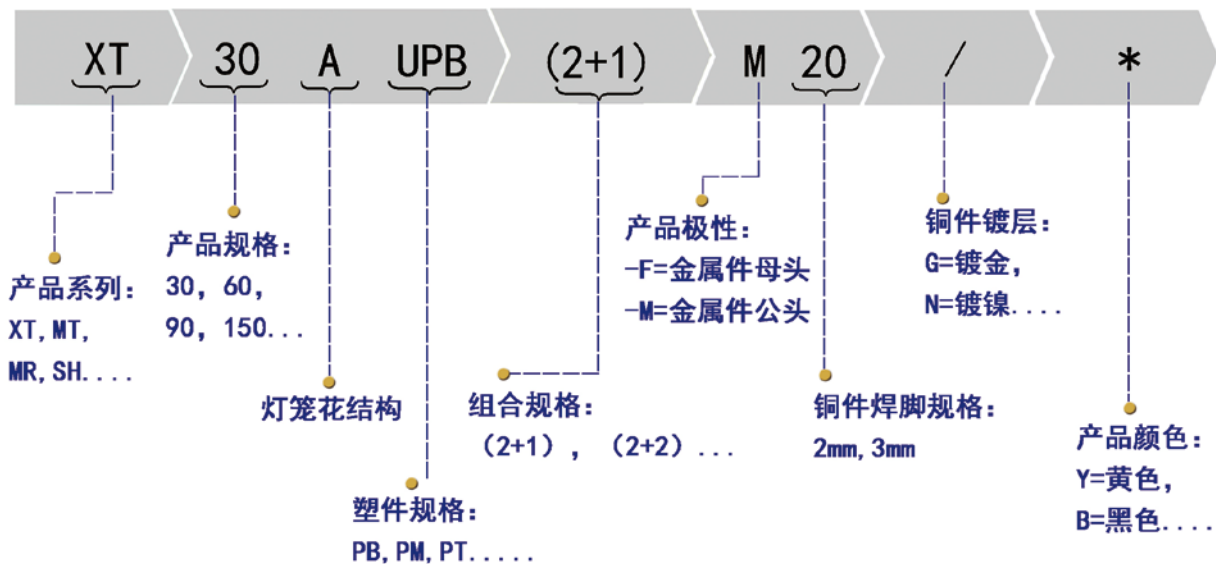 XT 30 A UPB (2+1) M 20 / *
产品系列：
XT,MT,
MR,SH....
产品规格：
30, 60,
90, 150...
灯笼花结构
塑件规格：
PB,PM,PT.....
组合规格：
（2+1），（2+2）...
产品极性：
-F=金属件母头
-M=金属件公头
铜件焊脚规格：
2mm,3mm
铜件镀层：
G=镀金，
N=镀镍....
产品颜色：
Y=黄色，
B=黑色....